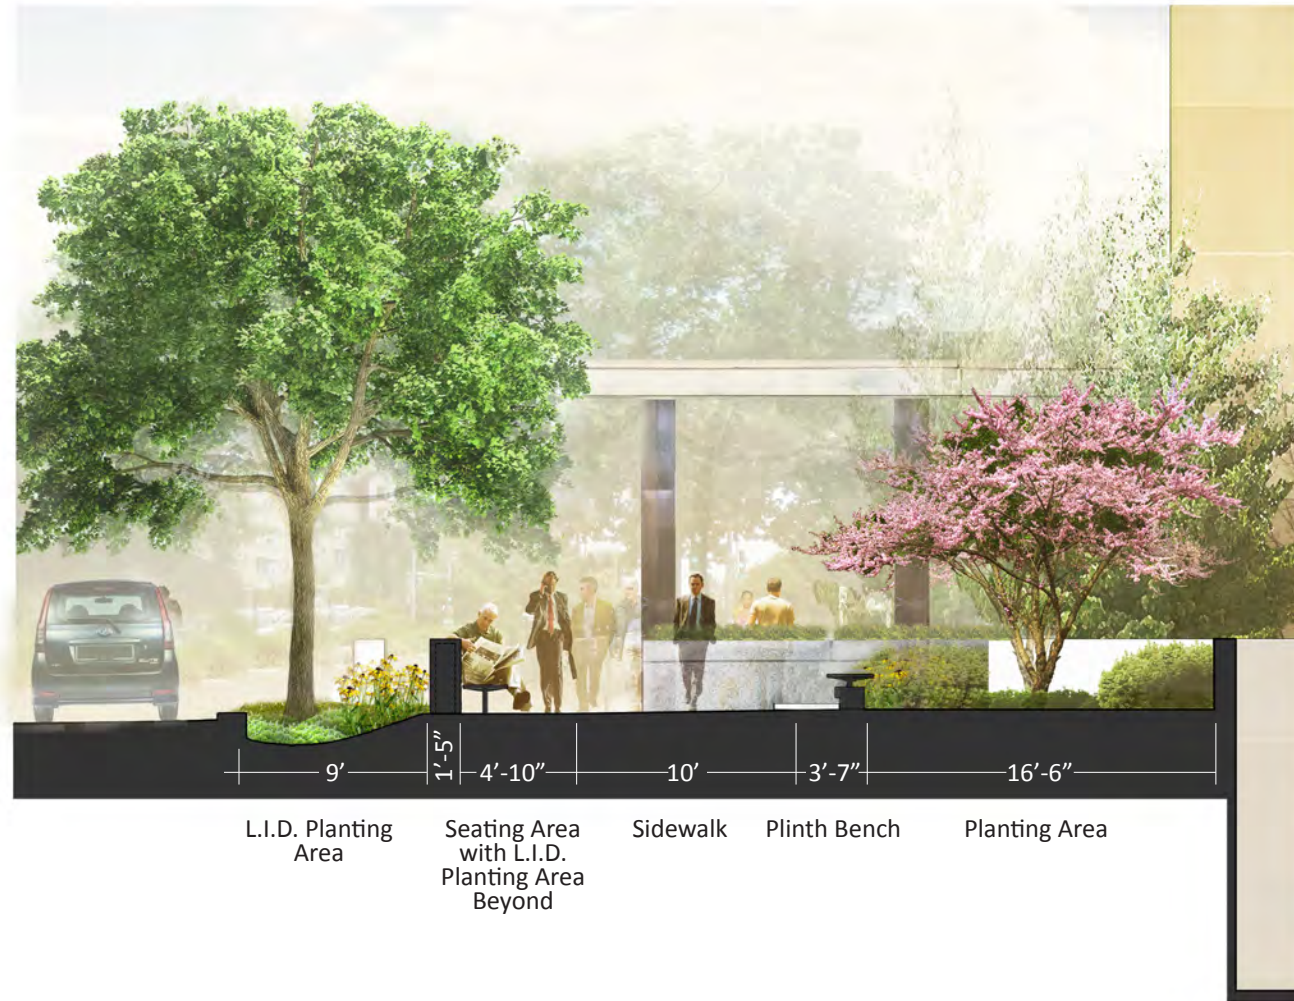 9’
1’-5”
4’-10”
10’
3’-7”
16’-6”
L.I.D. Planting
Area
Seating Area
with L.I.D.
Planting Area
Beyond
Sidewalk
Plinth Bench
Planting Area